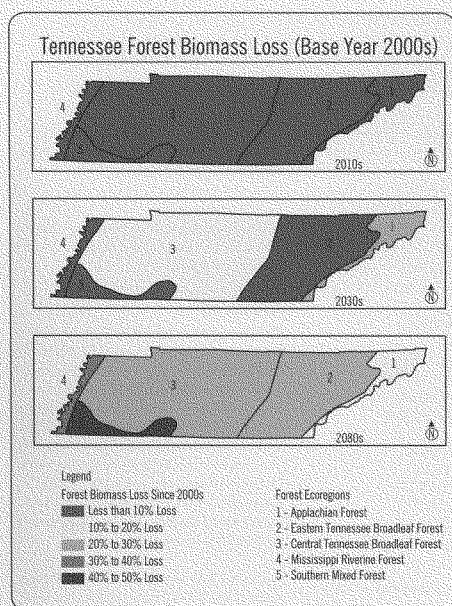 Tennessee Forest Biomass Loss (Base Year 2000s)
4
3
2
2010s
N
4
3
1
2030s
N
4
3
2
1
2080s
N
Legend
Forest Biomass Loss Since 2000s
Less than 10% Loss
10% to 20% Loss
20% to 30% Loss
30% to 40% Loss
40% to 50% Loss
Forest Ecoregions
1 - Applachian Forest
2 - Eastern Tennessee Broadleaf Forest
3 - Central Tennessee Broadleaf Forest
4 - Mississippi Riverine Forest
5 - Southern Mixed Forest